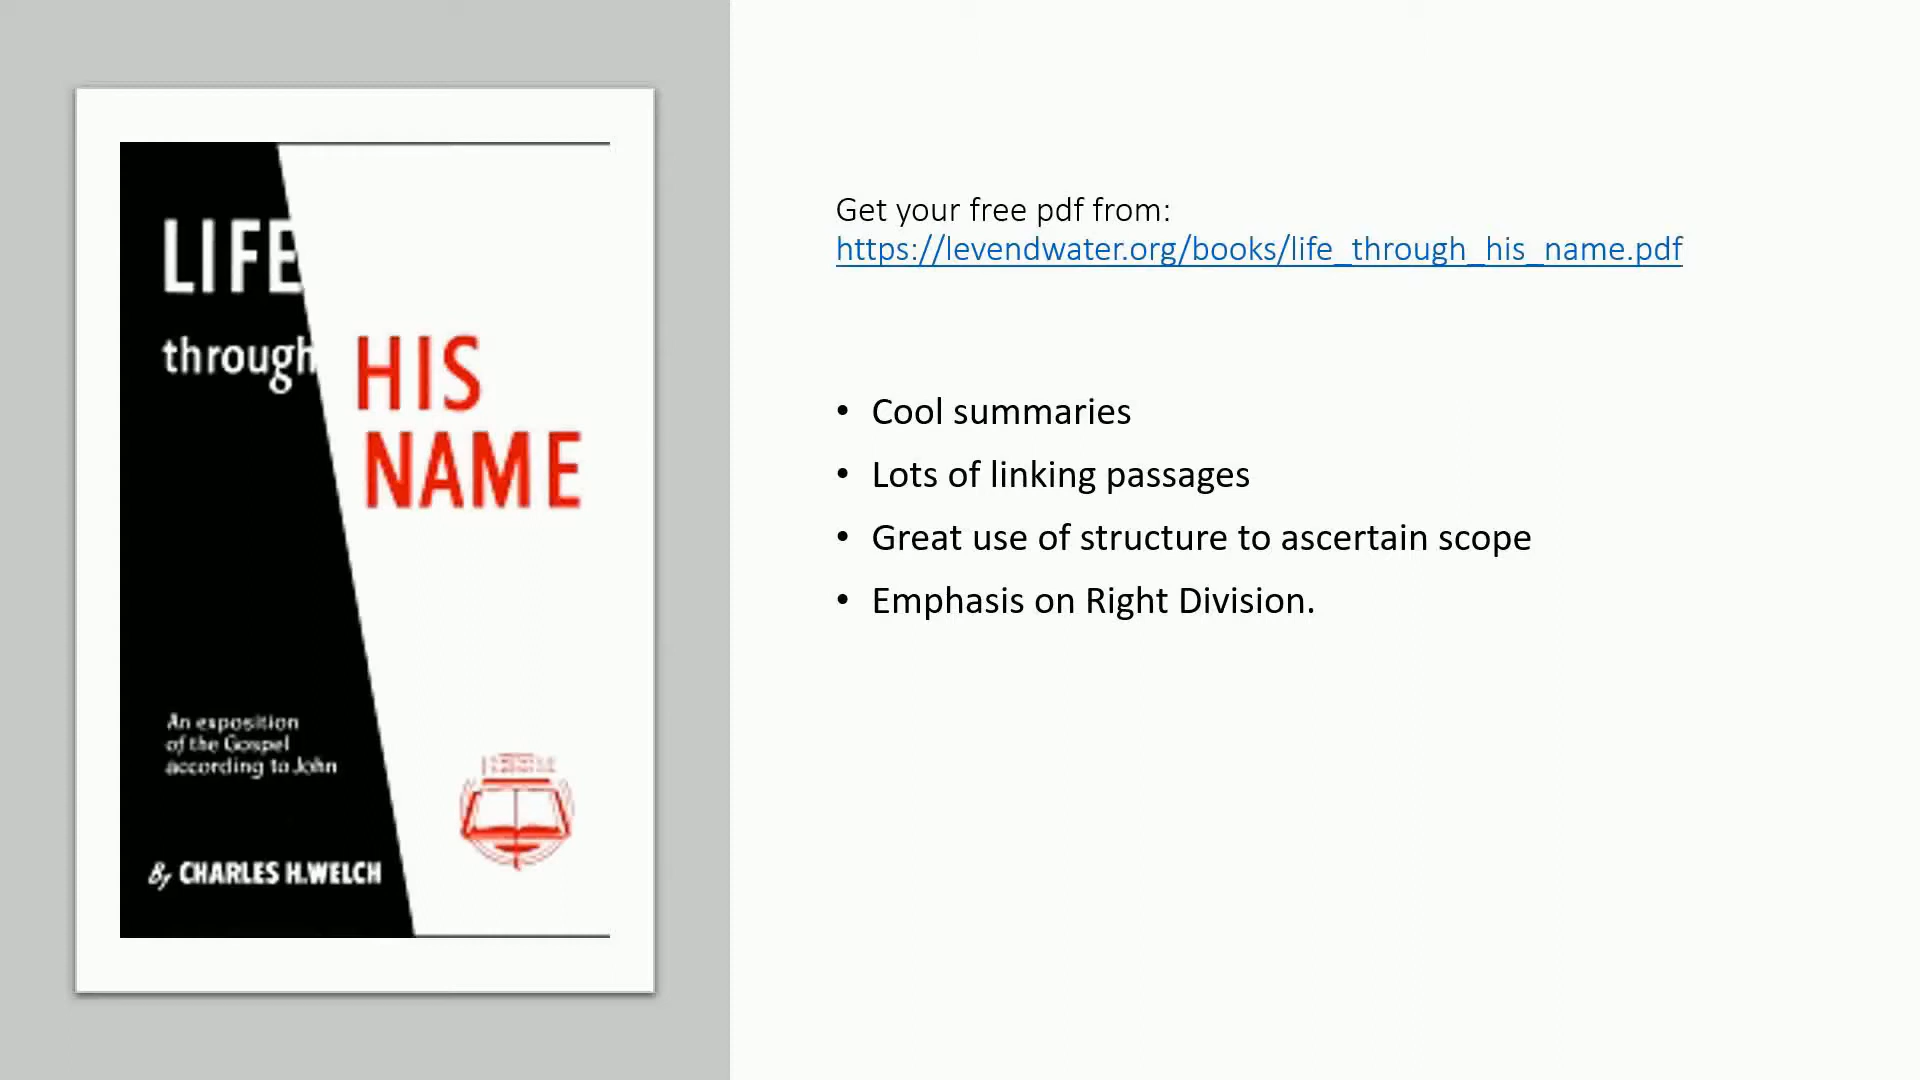 LIFE
through
HIS
NAME
An exposition
of the Gospel
according to John
By CHARLES H. WELCH
Get your free pdf from:
https://levendwater.org/books/life_through_his_name.pdf
• Cool summaries
• Lots of linking passages
• Great use of structure to ascertain scope
• Emphasis on Right Division.